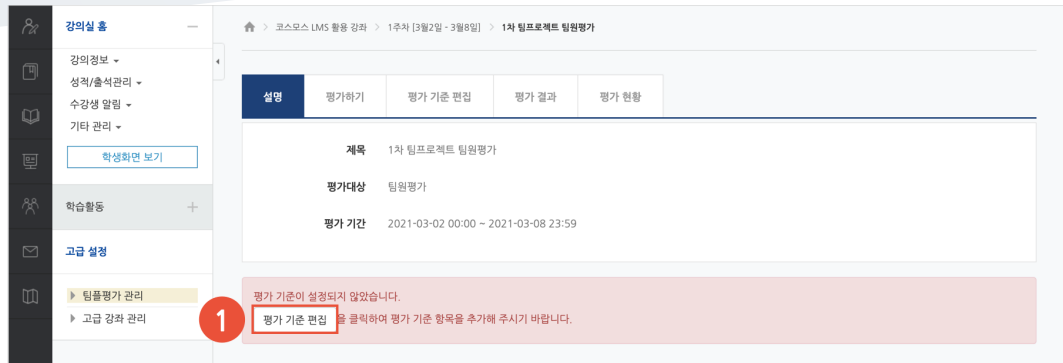 강의실 홈
강의정보
성적/출석관리
수강생 알림
기타 관리
학생화면 보기
학습활동
고급 설정
팀플평가 관리
고급 강좌 관리
코스모스 LMS 활용 강좌 > 1주차 [3월2일 - 3월8일] > 1차 팀프로젝트 팀원평가
설명 평가하기 평가 기준 편집 평가 결과 평가 현황
제목 1차 팀프로젝트 팀원평가
평가대상 팀원평가
평가 기간 2021-03-02 00:00 ~ 2021-03-08 23:59
평가 기준이 설정되지 않았습니다.
1 평가 기준 편집 을 클릭하여 평가 기준 항목을 추가해 주시기 바랍니다.